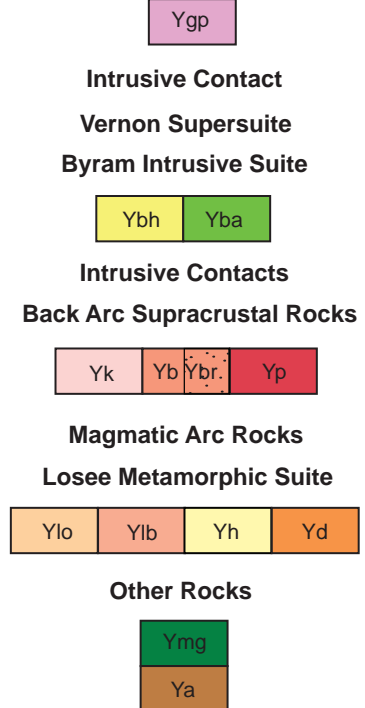 Ygp
Intrusive Contact
Vernon Supersuite
Byram Intrusive Suite
Ybh Yba
Intrusive Contacts
Back Arc Supracrustal Rocks
Yk Yb Ybr. Yp
Magmatic Arc Rocks
Losee Metamorphic Suite
Ylo Ylb Yh Yd
Other Rocks
Ymg
Ya